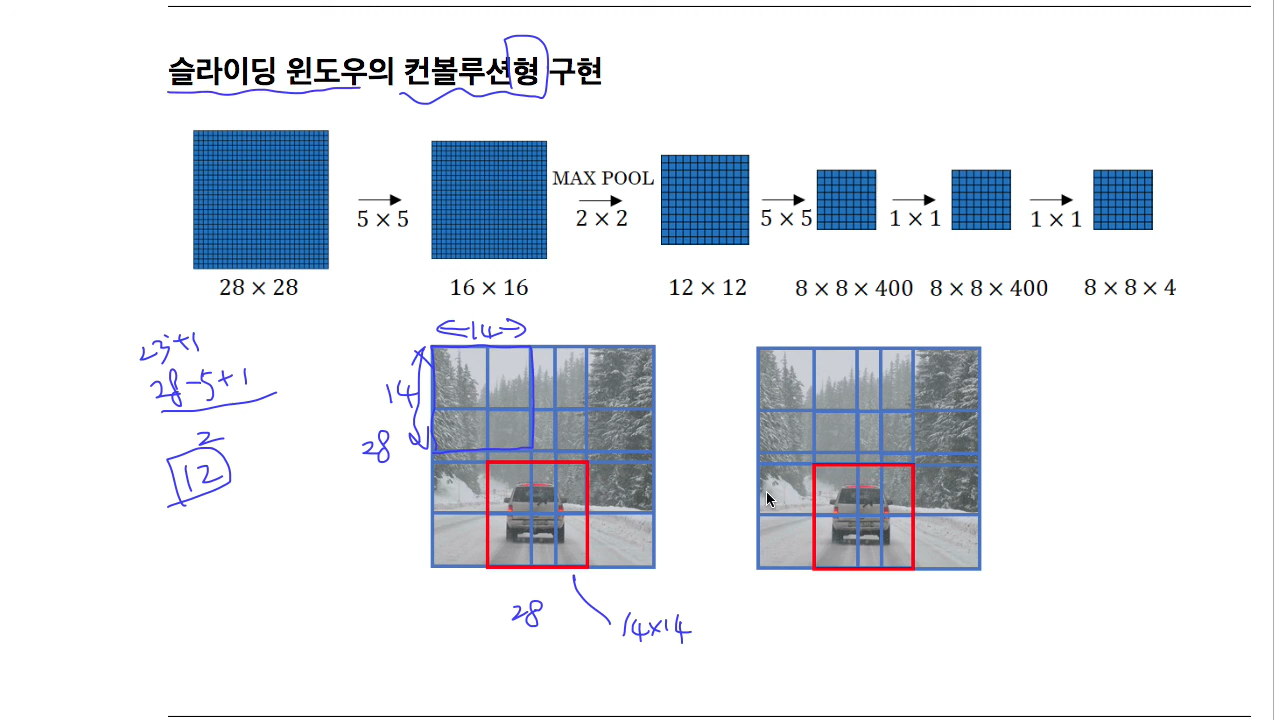 슬라이딩 윈도우의 컨볼루션형 구현
MAX POOL
5 × 5
2 × 2
5 × 5
1 × 1
1 × 1
28 × 28
16 × 16
12 × 12
8 × 8 × 400
8 × 8 × 400
8 × 8 × 4
23+1
28-5+1
2
12
14
14
28
28
14×14